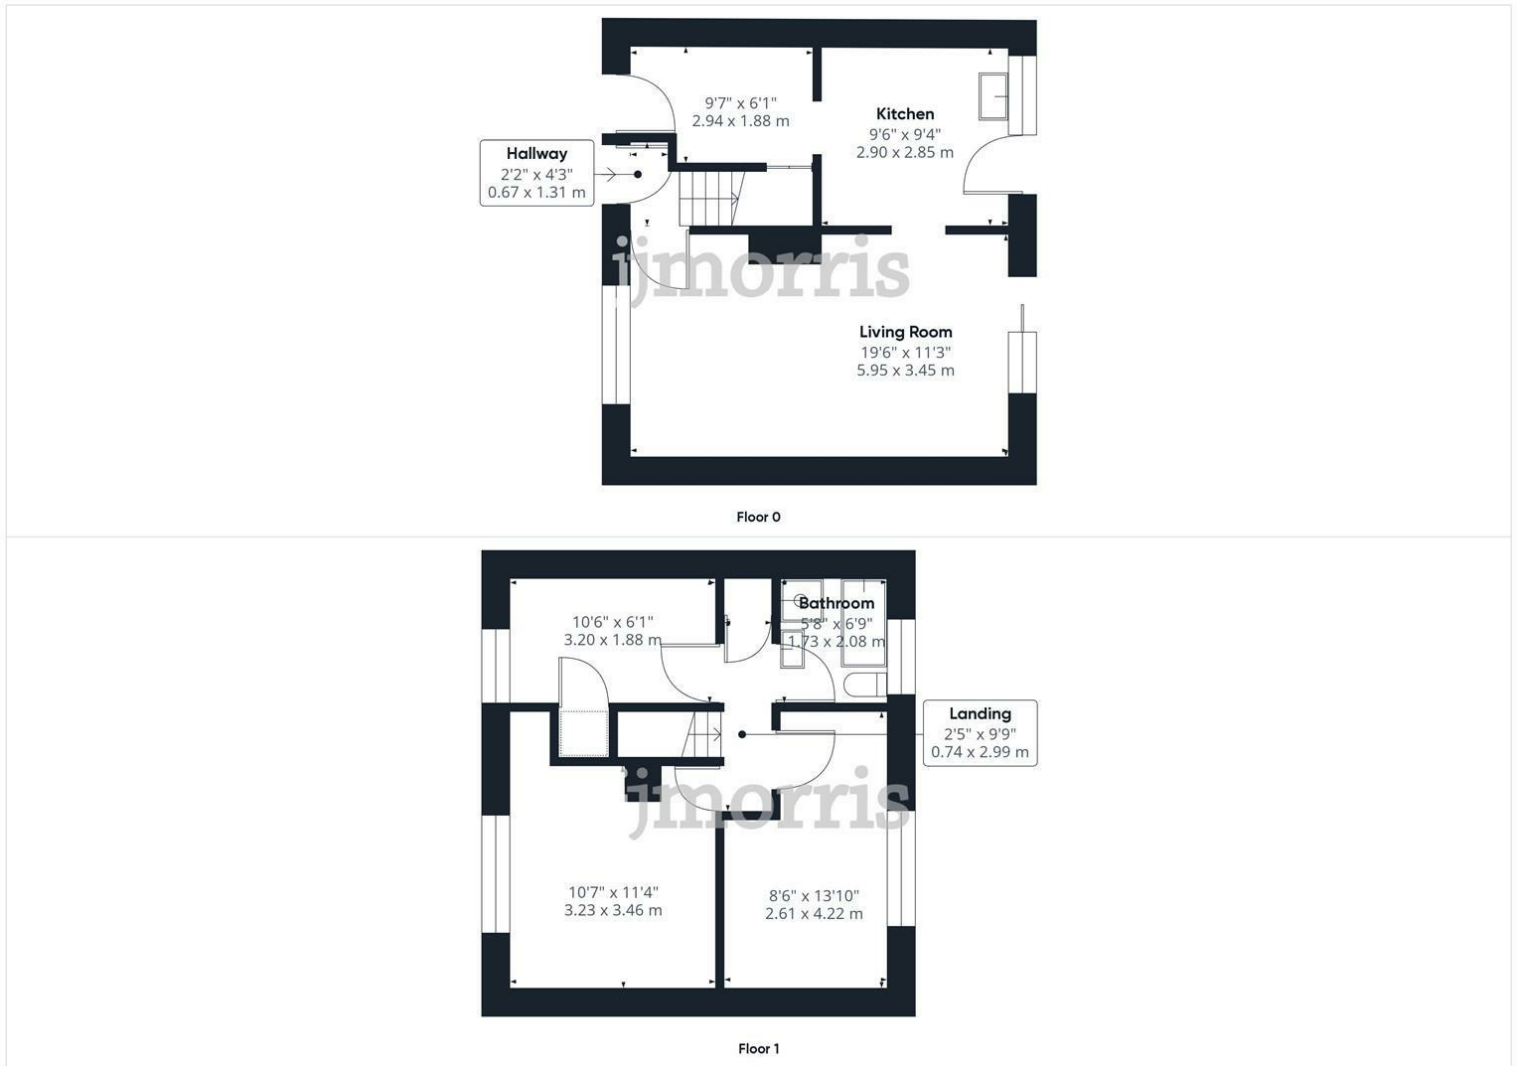 9'7" x 6'1"
2.94 x 1.88 m
Kitchen
9'6" x 9'4"
2.90 x 2.85 m
Hallway
2'2" x 4'3"
0.67 x 1.31 m
ijmorris
Living Room
19'6" x 11'3"
5.95 x 3.45 m
Floor 0
10'6" x 6'1"
3.20 x 1.88 m
Bathroom
5'8" x 6'9"
1.73 x 2.08 m
Landing
2'5" x 9'9"
0.74 x 2.99 m
ijmorris
10'7" x 11'4"
3.23 x 3.46 m
8'6" x 13'10"
2.61 x 4.22 m
Floor 1